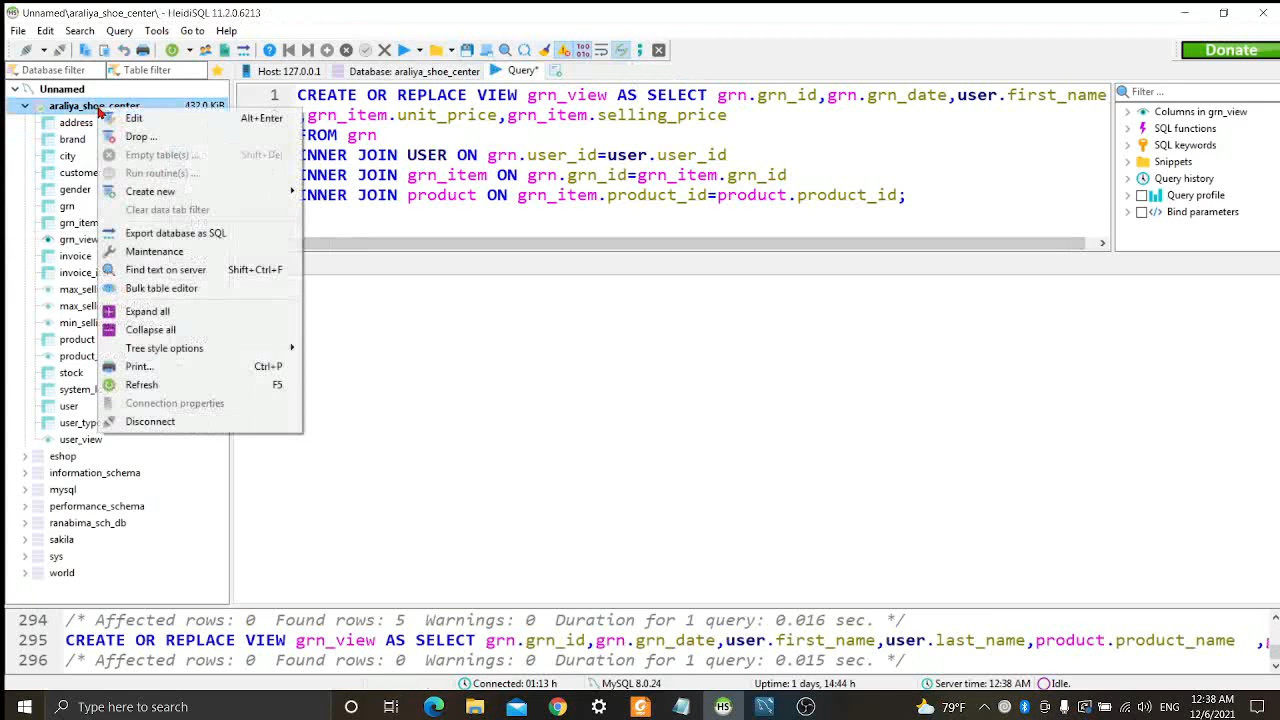 Unnamed\araliya_shoe_center\ - HeidiSQL 11.2.0.6213
File Edit Search Query Tools Go to Help
Donate
Database filter Table filter
Host: 127.0.0.1 Database: araliya_shoe_center Query*
Unnamed
araliya_shoe_center 432.0 KiB
address
brand
city
custome
gender
grn
grn_item
grn_view
invoice
invoice_i
max_sell
max_sell
min_selli
product
product_
stock
system_l
user
user_type
user_view
eshop
information_schema
mysql
performance_schema
ranabima_sch_db
sakila
sys
world
Edit Alt+Enter
Drop ...
Empty table(s) ... Shift+Del
Run routine(s) ...
Create new
Clear data tab filter
Export database as SQL
Maintenance
Find text on server Shift+Ctrl+F
Bulk table editor
Expand all
Collapse all
Tree style options
Print... Ctrl+P
Refresh F5
Connection properties
Disconnect
1 CREATE OR REPLACE VIEW grn_view AS SELECT grn.grn_id,grn.grn_date,user.first_name
,grn_item.unit_price,grn_item.selling_price
FROM grn
INNER JOIN USER ON grn.user_id=user.user_id
INNER JOIN grn_item ON grn.grn_id=grn_item.grn_id
INNER JOIN product ON grn_item.product_id=product.product_id;
Filter ...
Columns in grn_view
SQL functions
SQL keywords
Snippets
Query history
Query profile
Bind parameters
294 /* Affected rows: 0 Found rows: 5 Warnings: 0 Duration for 1 query: 0.016 sec. */
295 CREATE OR REPLACE VIEW grn_view AS SELECT grn.grn_id,grn.grn_date,user.first_name,user.last_name,product.product_name ,g
296 /* Affected rows: 0 Found rows: 0 Warnings: 0 Duration for 1 query: 0.015 sec. */
Connected: 01:13 h MySQL 8.0.24 Uptime: 1 days, 14:44 h Server time: 12:38 AM Idle.
Type here to search
79°F
12:38 AM
12/6/2021